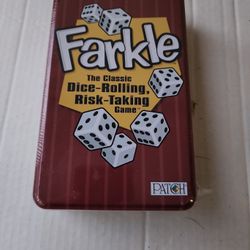 Farkle
The Classic
Dice-Rolling,
Risk-Taking
Game
PATCH